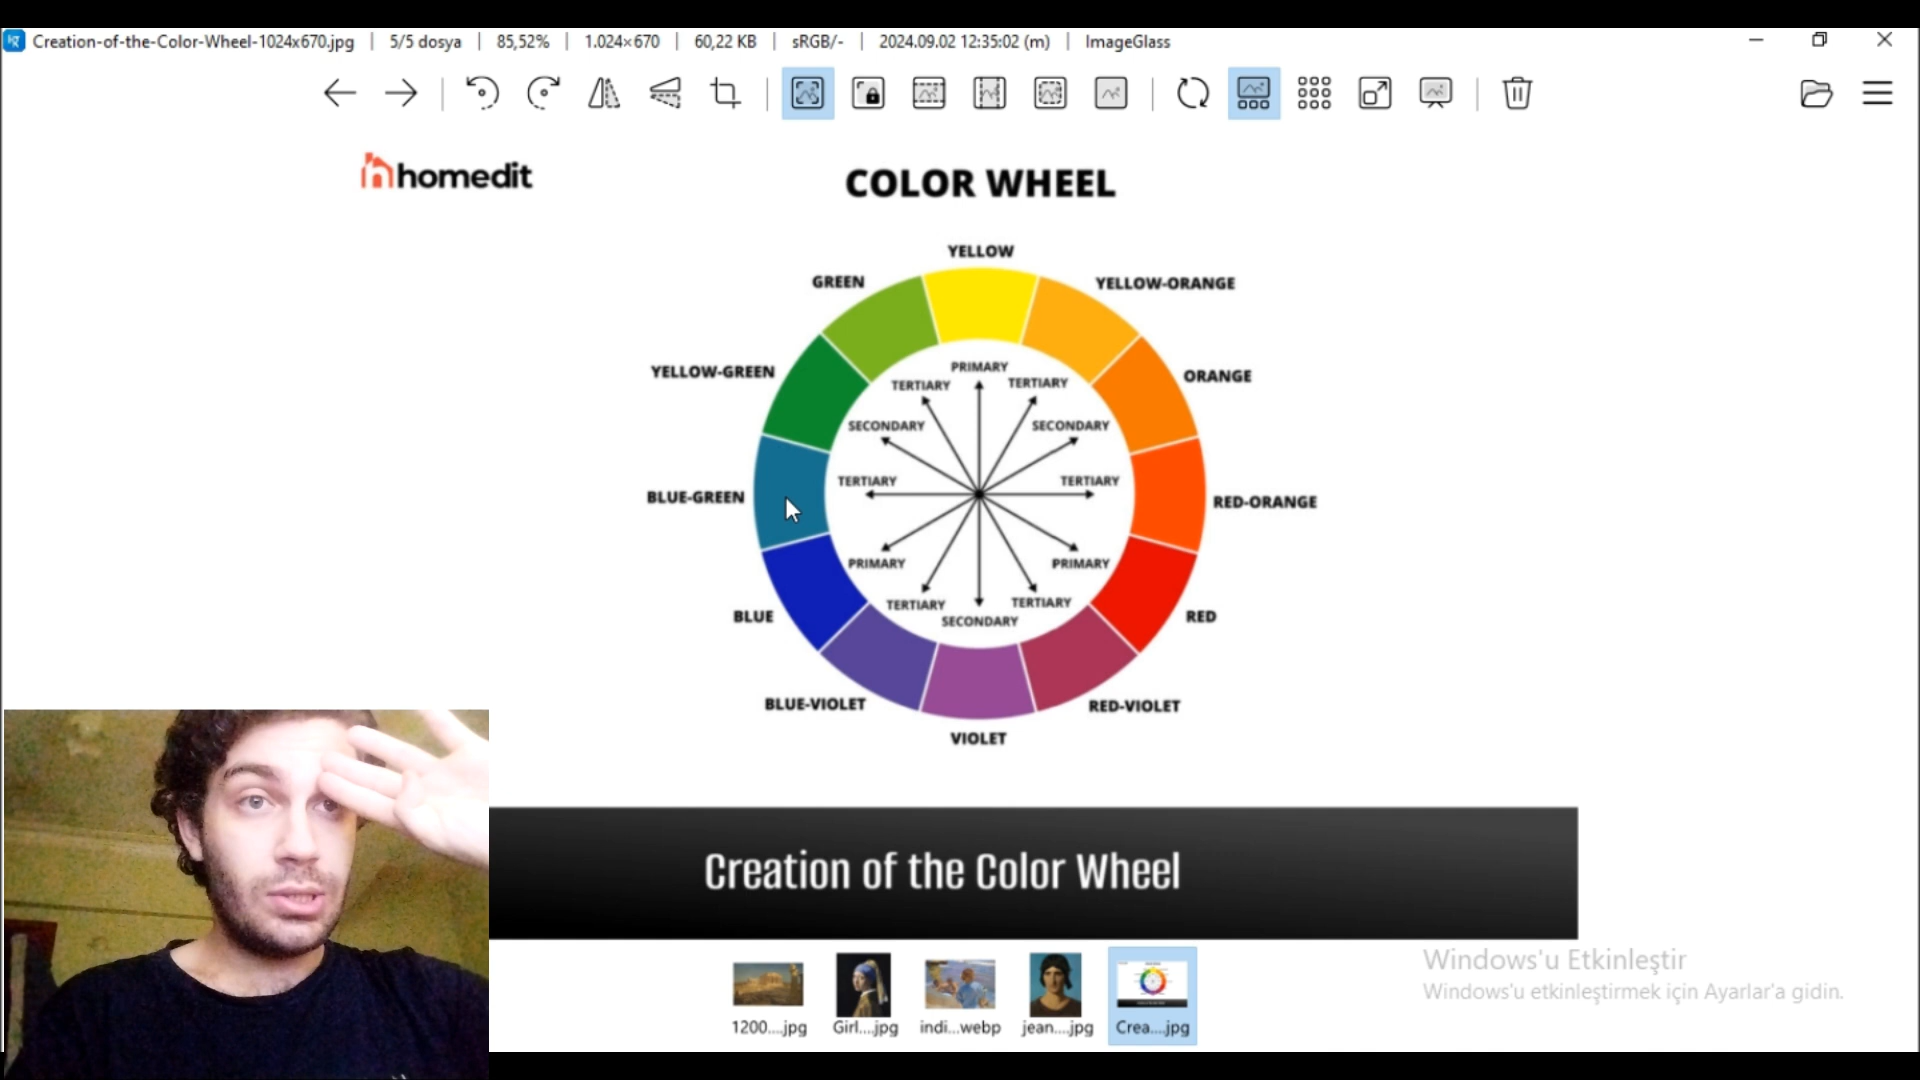 Creation-of-the-Color-Wheel-1024x670.jpg | 5/5 dosya | 85,52% | 1.024×670 | 60,22 KB | sRGB/- | 2024.09.02 12:35:02 (m) | ImageGlass
homedit
COLOR WHEEL
YELLOW
GREEN
YELLOW-ORANGE
YELLOW-GREEN
ORANGE
BLUE-GREEN
RED-ORANGE
BLUE
RED
BLUE-VIOLET
RED-VIOLET
VIOLET
PRIMARY
TERTIARY
TERTIARY
SECONDARY
SECONDARY
TERTIARY
TERTIARY
PRIMARY
PRIMARY
TERTIARY
TERTIARY
SECONDARY
Creation of the Color Wheel
1200....jpg
Girl....jpg
indi...webp
jean....jpg
Crea....jpg
Windows'u Etkinleştir
Windows'u etkinleştirmek için Ayarlar'a gidin.